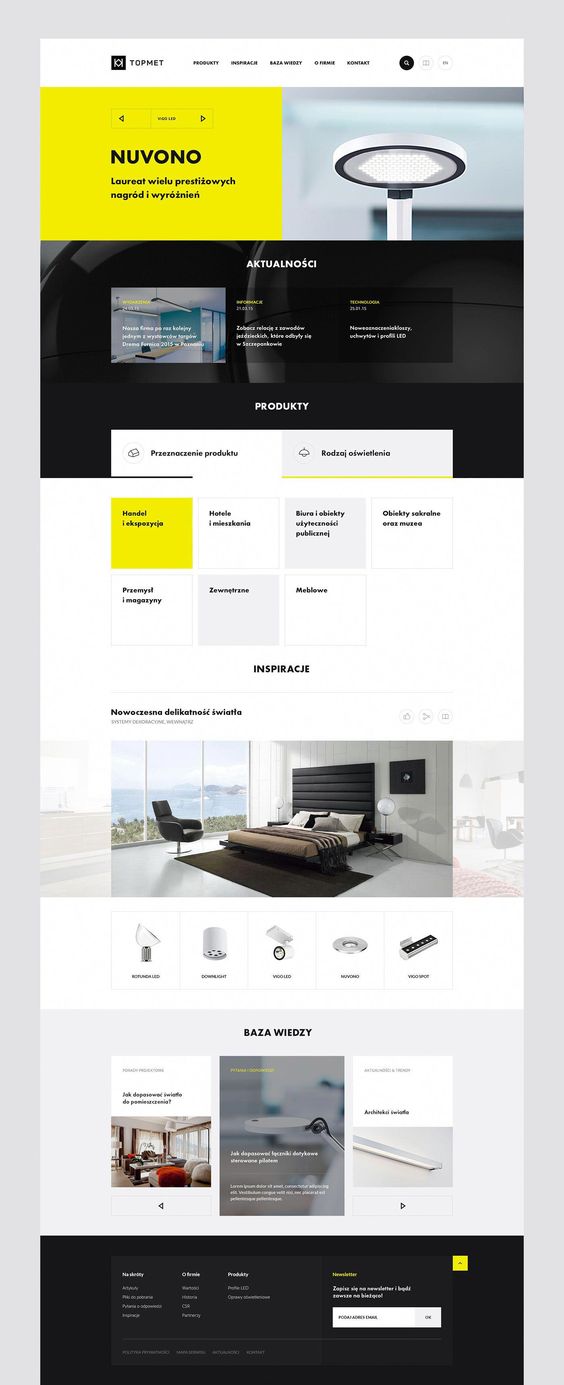 TOPMET
PRODUKTY INSPIRACJE BAZA WIEDZY O FIRMIE KONTAKT EN
VIGO LED
NUVONO
Laureat wielu prestiżowych
nagród i wyróżnień
AKTUALNOŚCI
WYDARZENIA
24.03.15
Nasza firma po raz kolejny
jednym z wystawców targów
Drema Furnica 2015 w Poznaniu
INFORMACJE
21.03.15
Zobacz relację z zawodów
jeździeckich, które odbyły się
w Szczepankowie
TECHNOLOGIA
25.01.15
Noweoznaczeniakloszy,
uchwytów i profili LED
PRODUKTY
Przeznaczenie produktu
Rodzaj oświetlenia
Handel
i ekspozycja
Hotele
i mieszkania
Biura i obiekty
użyteczności
publicznej
Obiekty sakralne
oraz muzea
Przemysł
i magazyny
Zewnętrzne
Meblowe
INSPIRACJE
Nowoczesna delikatność światła
SYSTEMY DEKORACYJNE, WEWNĄTRZ
ROTUNDA LED
DOWNLIGHT
VIGO LED
NUVONO
VIGO SPOT
BAZA WIEDZY
PORADY PROJEKTOWE
Jak dopasować światła
do pomieszczenia?
PYTANIA I ODPOWIEDZI
Jak dopasować łączniki dotykowe
sterowane pilotem
Lorem ipsum dolor sit amet, consectetur adipiscing
elit. Vestibulum congue velit nisi, nec placerat est
pellentesque pellentesque.
AKTUALNOŚCI & TRENDY
Architekci światła
Na skróty
Artykuły
Pliki do pobrania
Pytania o odpowiedzi
Inspiracje
O firmie
Wartości
Historia
CSR
Partnerzy
Produkty
Profile LED
Oprawy oświetleniowe
Newsletter
Zapisz się na newsletter i bądź
zawsze na bieżąco!
PODAJ ADRES EMAIL OK
POLITYKA PRYWATNOŚCI MAPA SERWISU AKTUALNOŚCI KONTAKT